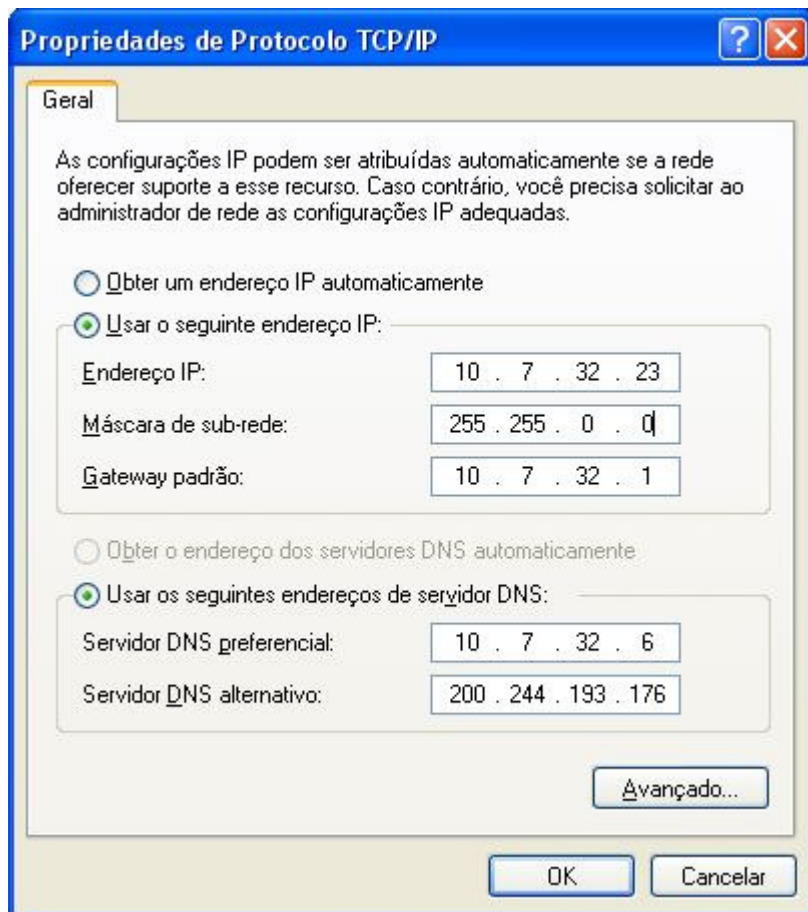 Propriedades de Protocolo TCP/IP
Geral
As configurações IP podem ser atribuídas automaticamente se a rede
oferecer suporte a esse recurso. Caso contrário, você precisa solicitar ao
administrador de rede as configurações IP adequadas.
Obter um endereço IP automaticamente
Usar o seguinte endereço IP:
Endereço IP: 10 . 7 . 32 . 23
Máscara de sub-rede: 255 . 255 . 0 . 0
Gateway padrão: 10 . 7 . 32 . 1
Obter o endereço dos servidores DNS automaticamente
Usar os seguintes endereços de servidor DNS:
Servidor DNS preferencial: 10 . 7 . 32 . 6
Servidor DNS alternativo: 200 . 244 . 193 . 176
Avançado...
OK Cancelar